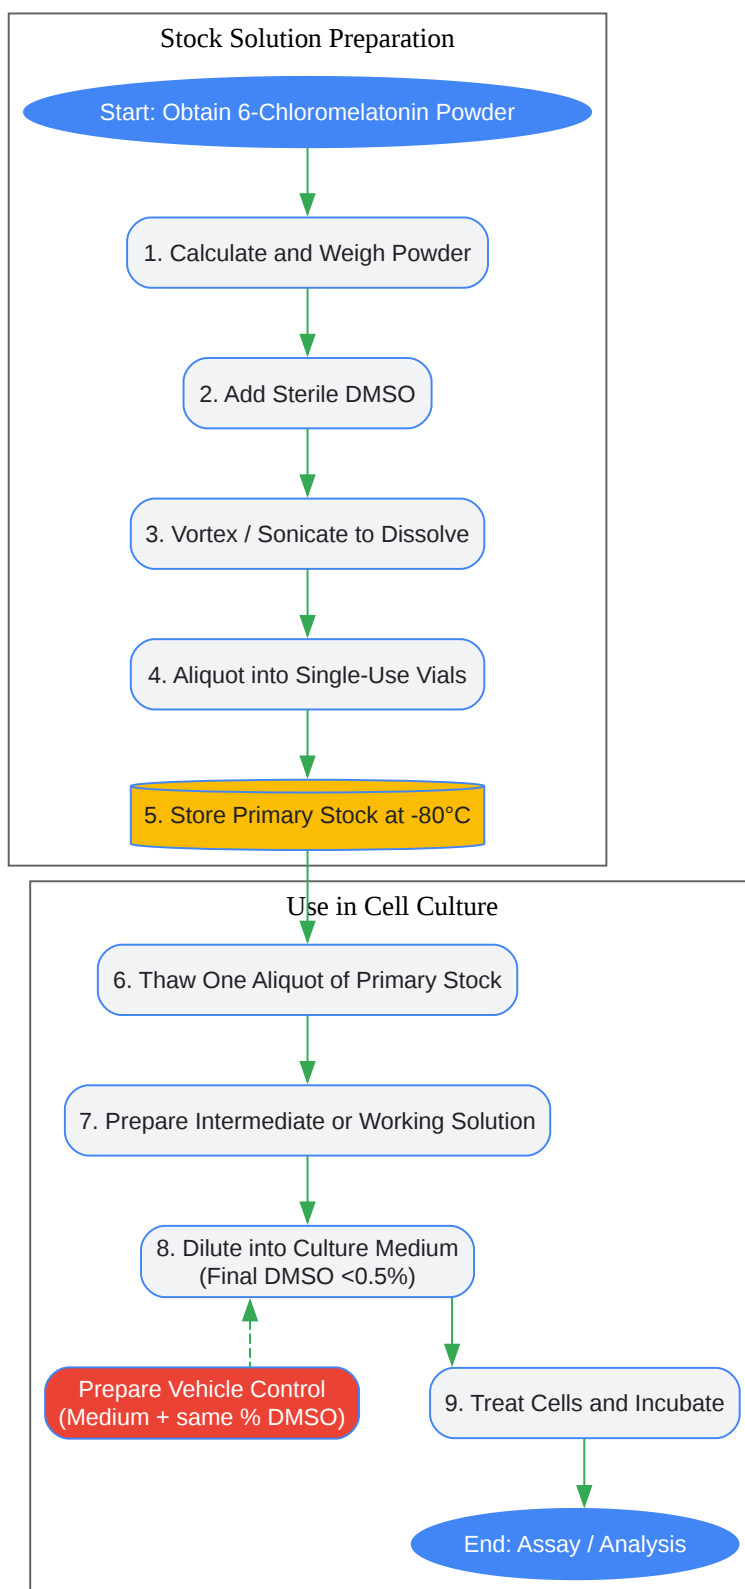 Stock Solution Preparation
Start: Obtain 6-Chloromelatonin Powder
1. Calculate and Weigh Powder
2. Add Sterile DMSO
3. Vortex / Sonicate to Dissolve
4. Aliquot into Single-Use Vials
5. Store Primary Stock at -80°C
Use in Cell Culture
6. Thaw One Aliquot of Primary Stock
7. Prepare Intermediate or Working Solution
8. Dilute into Culture Medium
(Final DMSO <0.5%)
Prepare Vehicle Control
(Medium + same % DMSO)
9. Treat Cells and Incubate
End: Assay / Analysis